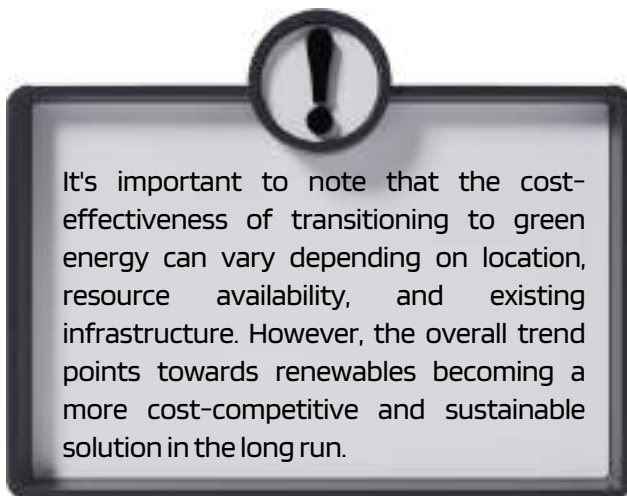 It's important to note that the cost-
effectiveness of transitioning to green
energy can vary depending on location,
resource availability, and existing
infrastructure. However, the overall trend
points towards renewables becoming a
more cost-competitive and sustainable
solution in the long run.